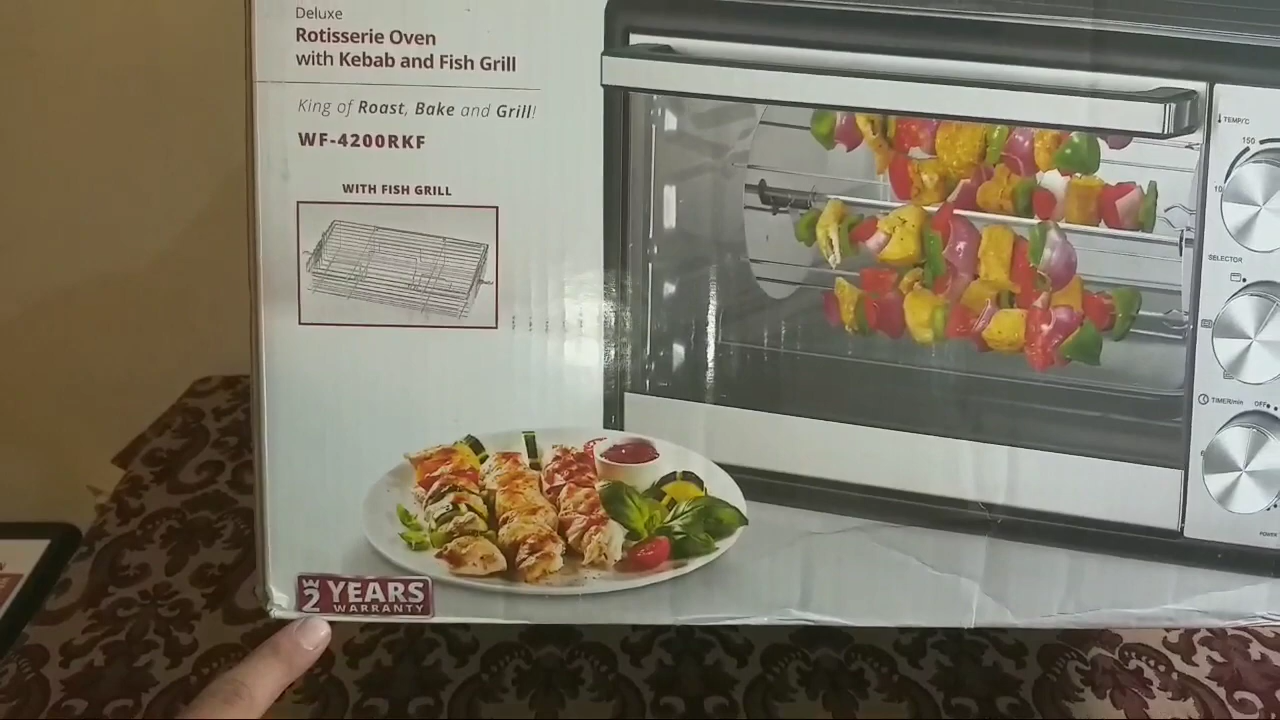 Deluxe
Rotisserie Oven
with Kebab and Fish Grill
King of Roast, Bake and Grill!
WF-4200RKF
WITH FISH GRILL
2 YEARS
WARRANTY
TEMP/°C
150
SELECTOR
TIMER/min OFF
POWER